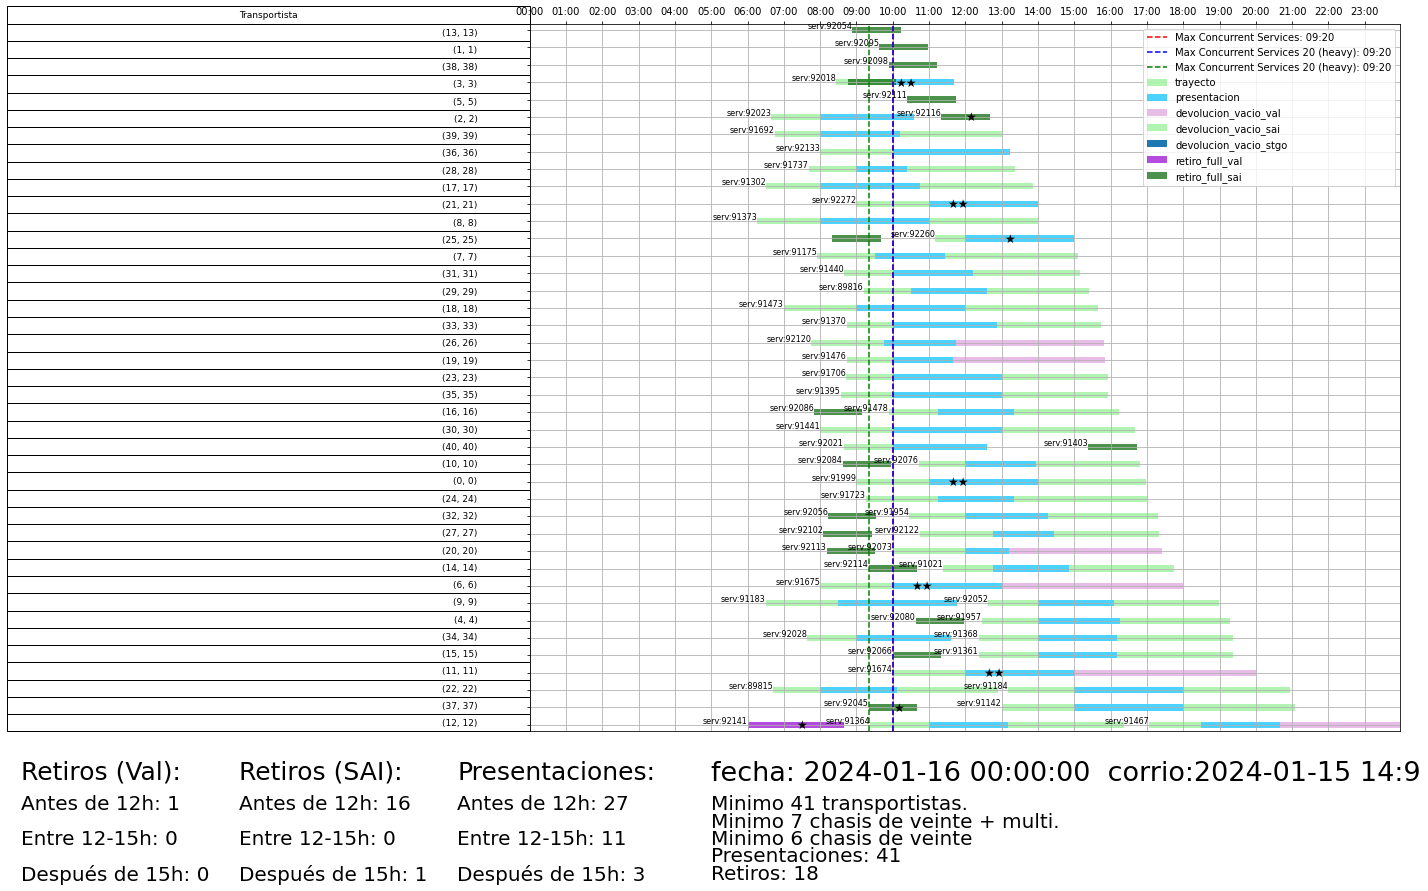 Transportista
00:00 01:00 02:00 03:00 04:00 05:00 06:00 07:00 08:00 09:00 10:00 11:00 12:00 13:00 14:00 15:00 16:00 17:00 18:00 19:00 20:00 21:00 22:00 23:00
(13, 13) serv:92054
(1, 1) serv:92095
(38, 38) serv:92098
(3, 3) serv:92018
(5, 5) serv:92111
(2, 2) serv:92023 serv:92116
(39, 39) serv:91692
(36, 36) serv:92133
(28, 28) serv:91737
(17, 17) serv:91302
(21, 21) serv:92272
(8, 8) serv:91373
(25, 25) serv:92260
(7, 7) serv:91175
(31, 31) serv:91440
(29, 29) serv:89816
(18, 18) serv:91473
(33, 33) serv:91370
(26, 26) serv:92120
(19, 19) serv:91476
(23, 23) serv:91706
(35, 35) serv:91395
(16, 16) serv:92086 serv:91478
(30, 30) serv:91441
(40, 40) serv:92021 serv:91403
(10, 10) serv:92084 serv:92076
(0, 0) serv:91999
(24, 24) serv:91723
(32, 32) serv:92056 serv:91954
(27, 27) serv:92102 serv:92122
(20, 20) serv:92113 serv:92073
(14, 14) serv:92114 serv:91021
(6, 6) serv:91675
(9, 9) serv:91183 serv:92052
(4, 4) serv:92080 serv:91957
(34, 34) serv:92028 serv:91368
(15, 15) serv:92066 serv:91361
(11, 11) serv:91674
(22, 22) serv:89815 serv:91184
(37, 37) serv:92045 serv:91142
(12, 12) serv:92141 serv:91364 serv:91467
Max Concurrent Services: 09:20
Max Concurrent Services 20 (heavy): 09:20
Max Concurrent Services 20 (heavy): 09:20
trayecto
presentacion
devolucion_vacio_val
devolucion_vacio_sai
devolucion_vacio_stgo
retiro_full_val
retiro_full_sai
Retiros (Val):
Antes de 12h: 1
Entre 12-15h: 0
Después de 15h: 0
Retiros (SAI):
Antes de 12h: 16
Entre 12-15h: 0
Después de 15h: 1
Presentaciones:
Antes de 12h: 27
Entre 12-15h: 11
Después de 15h: 3
fecha: 2024-01-16 00:00:00 corrio:2024-01-15 14:9
Minimo 41 transportistas.
Minimo 7 chasis de veinte + multi.
Minimo 6 chasis de veinte
Presentaciones: 41
Retiros: 18